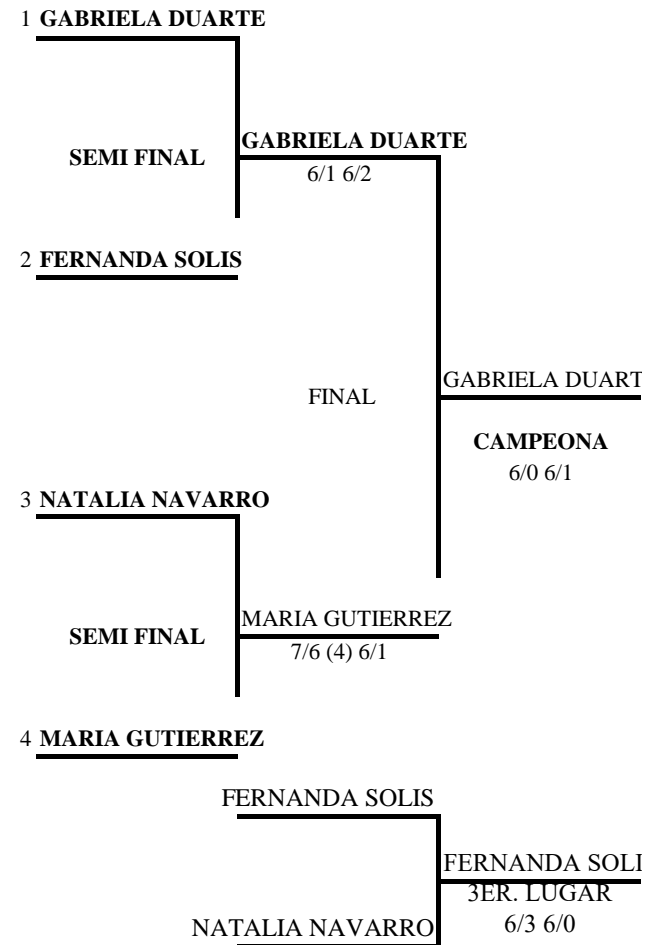 1 GABRIELA DUARTE
SEMI FINAL
GABRIELA DUARTE
6/1 6/2
2 FERNANDA SOLIS
FINAL
GABRIELA DUART
CAMPEONA
6/0 6/1
3 NATALIA NAVARRO
SEMI FINAL
MARIA GUTIERREZ
7/6 (4) 6/1
4 MARIA GUTIERREZ
FERNANDA SOLIS
FERNANDA SOLI
3ER. LUGAR
NATALIA NAVARRO
6/3 6/0